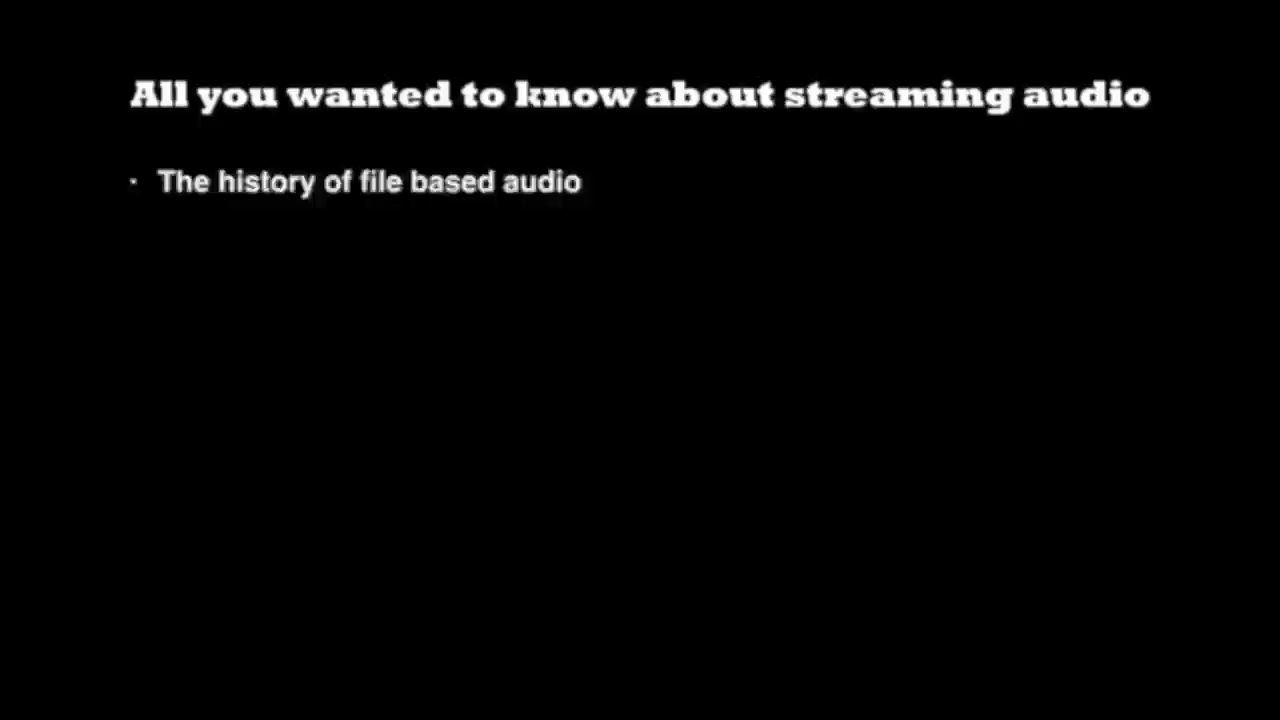 All you wanted to know about streaming audio
· The history of file based audio